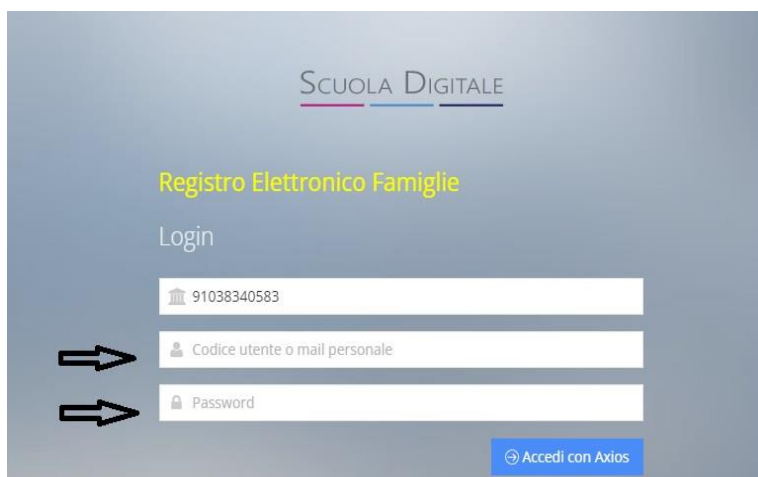 SCUOLA DIGITALE
Registro Elettronico Famiglie
Login
91038340583
Codice utente o mail personale
Password
Accedi con Axios